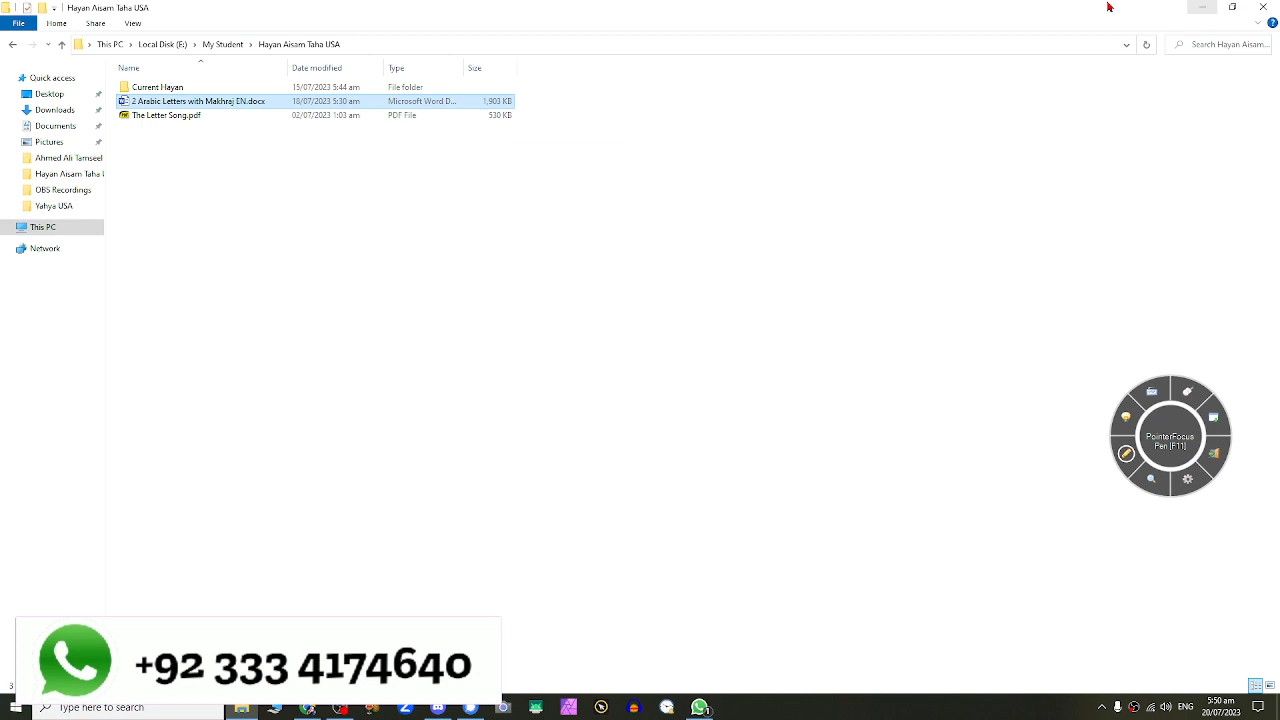 Hayan Aisam Taha USA
File Home Share View
This PC Local Disk (E:) My Student Hayan Aisam Taha USA Search Hayan Aisam...
Name Date modified Type Size
Quick access
Desktop
Downloads
Documents
Pictures
Ahmed Ali Tamseel
Hayan Aisam Taha U
OBS Recordings
Yahya USA
This PC
Network
Current Hayan 15/07/2023 5:44 am File folder
2 Arabic Letters with Makhraj EN.docx 18/07/2023 5:30 am Microsoft Word D... 1,903 KB
The Letter Song.pdf 02/07/2023 1:03 am PDF File 530 KB
PointerFocus
Pen [F11]
+92 333 4174640
3
Type here to search
ENG
5:50 pm
20/07/2023